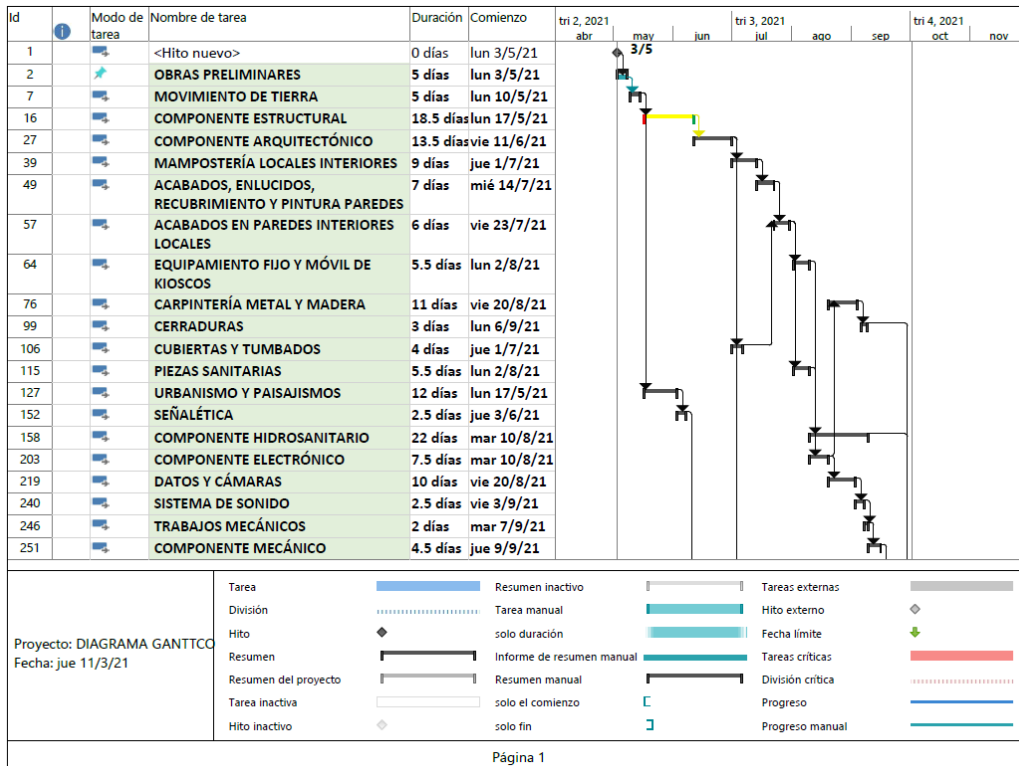 Id Modo de tarea Nombre de tarea Duración Comienzo tri 2, 2021 tri 3, 2021 tri 4, 2021
abr may jun jul ago sep oct nov
1 <Hito nuevo> 0 días lun 3/5/21 3/5
2 OBRAS PRELIMINARES 5 días lun 3/5/21
7 MOVIMIENTO DE TIERRA 5 días lun 10/5/21
16 COMPONENTE ESTRUCTURAL 18.5 días lun 17/5/21
27 COMPONENTE ARQUITECTÓNICO 13.5 días vie 11/6/21
39 MAMPOSTERÍA LOCALES INTERIORES 9 días jue 1/7/21
49 ACABADOS, ENLUCIDOS, 7 días mié 14/7/21
RECUBRIMIENTO Y PINTURA PAREDES
57 ACABADOS EN PAREDES INTERIORES 6 días vie 23/7/21
LOCALES
64 EQUIPAMIENTO FIJO Y MÓVIL DE 5.5 días lun 2/8/21
KIOSCOS
76 CARPINTERÍA METAL Y MADERA 11 días vie 20/8/21
99 CERRADURAS 3 días lun 6/9/21
106 CUBIERTAS Y TUMBADOS 4 días jue 1/7/21
115 PIEZAS SANITARIAS 5.5 días lun 2/8/21
127 URBANISMO Y PAISAJISMOS 12 días lun 17/5/21
152 SEÑALÉTICA 2.5 días jue 3/6/21
158 COMPONENTE HIDROSANITARIO 22 días mar 10/8/21
203 COMPONENTE ELECTRÓNICO 7.5 días mar 10/8/21
219 DATOS Y CÁMARAS 10 días vie 20/8/21
240 SISTEMA DE SONIDO 2.5 días vie 3/9/21
246 TRABAJOS MECÁNICOS 2 días mar 7/9/21
251 COMPONENTE MECÁNICO 4.5 días jue 9/9/21
Proyecto: DIAGRAMA GANTTCO
Fecha: jue 11/3/21
Tarea Resumen inactivo Tareas externas
División Tarea manual Hito externo
Hito solo duración Fecha límite
Resumen Informe de resumen manual Tareas críticas
Resumen del proyecto Resumen manual División crítica
Tarea inactiva solo el comienzo Progreso
Hito inactivo solo fin Progreso manual
Página 1